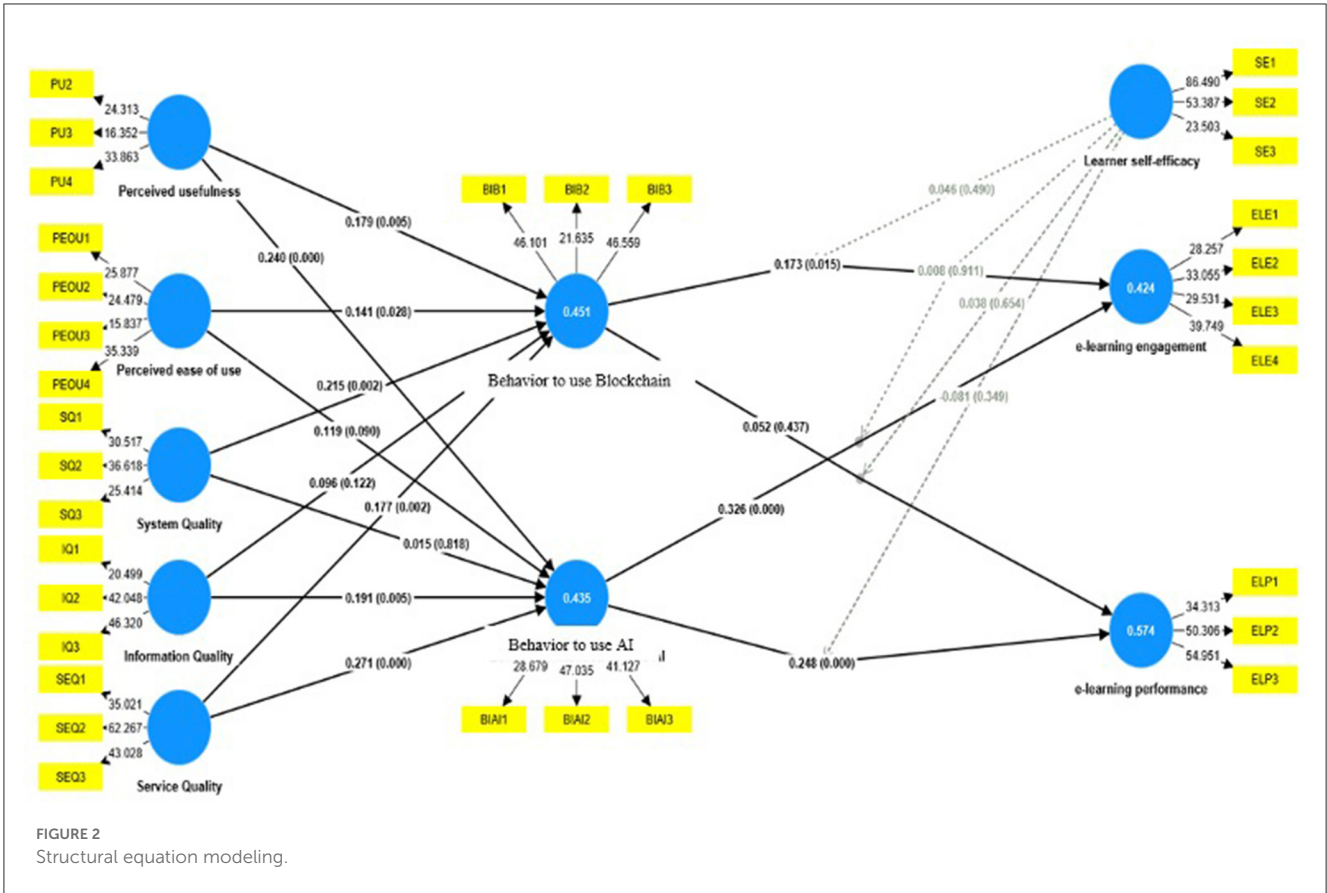 PU2
24.313
PU3
16.352
33.863
PU4
Perceived usefulness
PEOU1
25.877
PEOU2
24.479
15.837
PEOU3
35.339
PEOU4
Perceived ease of use
SQ1
30.517
SQ2
36.618
25.414
SQ3
System Quality
IQ1
20.499
IQ2
42.048
46.320
IQ3
Information Quality
SEQ1
35.021
SEQ2
62.267
43.028
SEQ3
Service Quality
0.179 (0.005)
0.240 (0.000)
0.141 (0.028)
0.215 (0.002)
0.119 (0.090)
0.096 (0.122)
0.177 (0.002)
0.015 (0.818)
0.191 (0.005)
0.271 (0.000)
BIB1
BIB2
BIB3
46.101
21.635
46.559
0.451
Behavior to use Blockchain
0.435
Behavior to use AI
28.679
47.035
41.127
BIAI1
BIAI2
BIAI3
0.046 (0.490)
0.173 (0.015)
0.008 (0.911)
0.038 (0.654)
-0.081 (0.349)
0.052 (0.437)
0.326 (0.000)
0.248 (0.000)
SE1
86.490
SE2
53.387
23.503
SE3
Learner self-efficacy
ELE1
28.257
ELE2
33.055
0.424
29.531
ELE3
39.749
ELE4
e-learning engagement
ELP1
34.313
0.574
50.306
ELP2
54.951
ELP3
e-learning performance
FIGURE 2
Structural equation modeling.